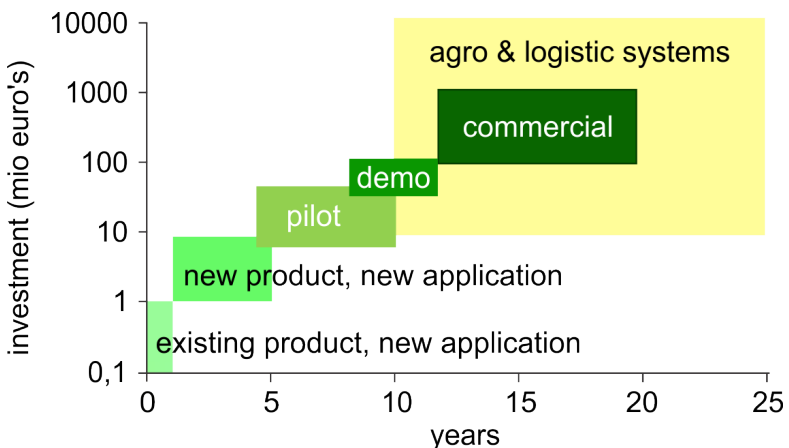 10000
1000
100
10
1
0,1
investment (mio euro's)
agro & logistic systems
commercial
demo
pilot
new product, new application
existing product, new application
0 5 10 15 20 25
years